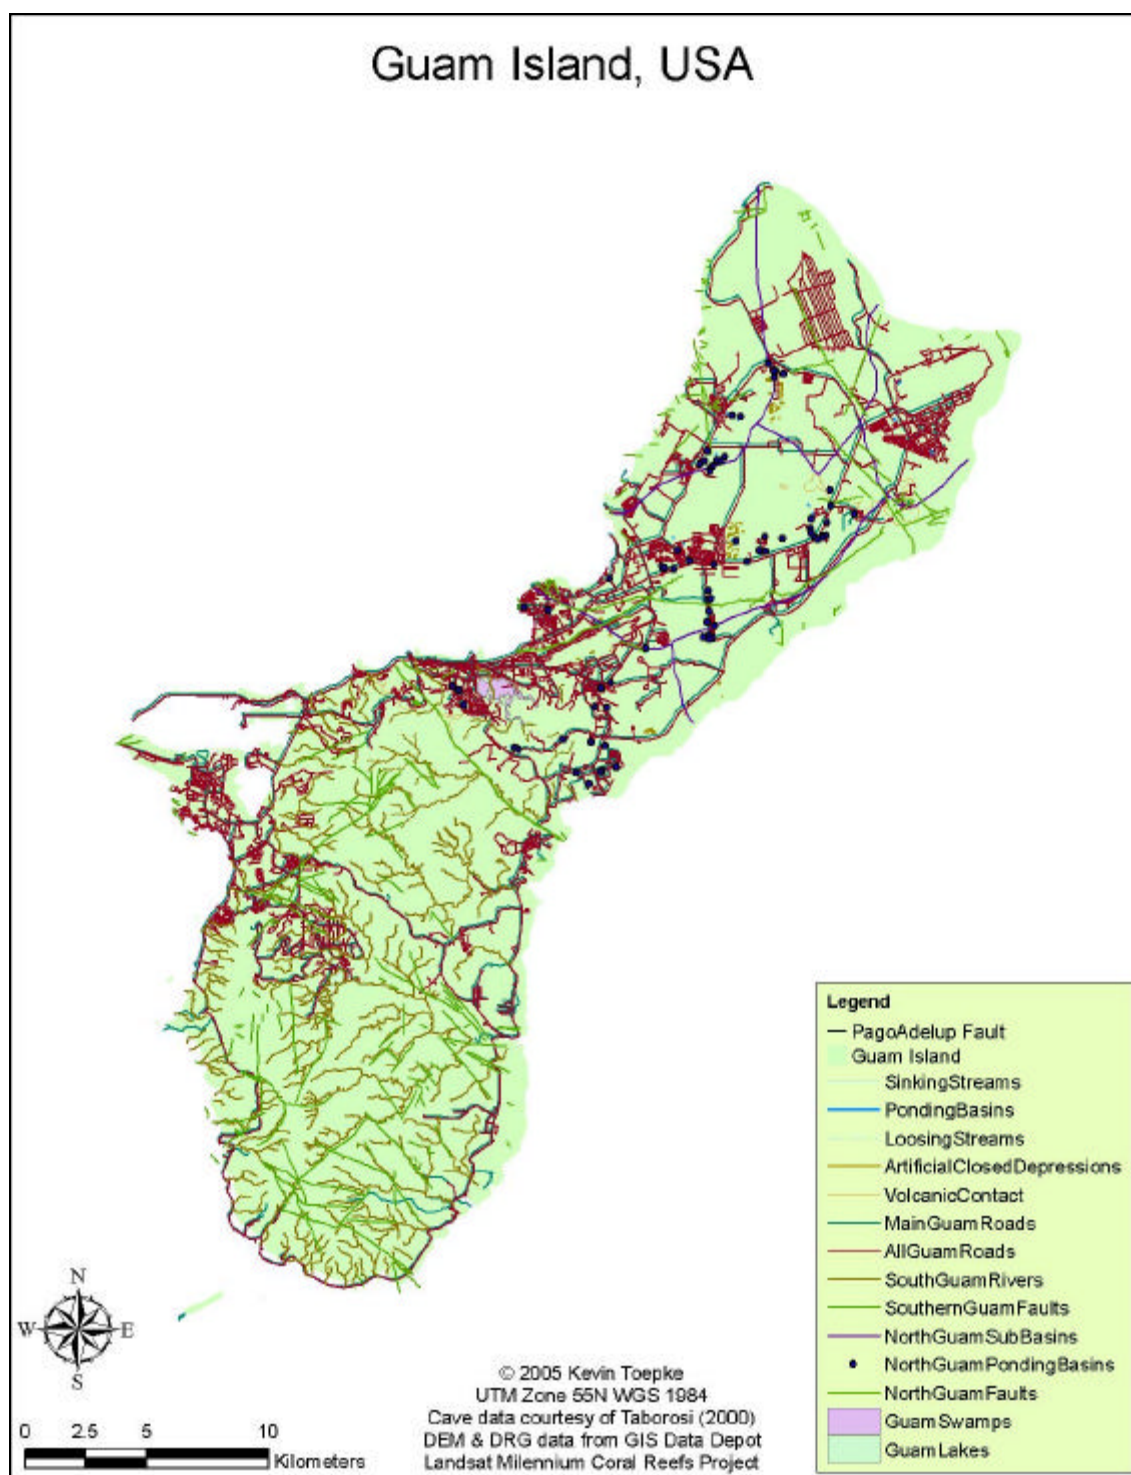 Guam Island, USA
Legend
PagoAdelup Fault
Guam Island
SinkingStreams
PondingBasins
LoosingStreams
ArtificialClosedDepressions
VolcanicContact
MainGuamRoads
AllGuamRoads
SouthGuamRivers
SouthernGuamFaults
NorthGuamSubBasins
NorthGuamPondingBasins
NorthGuamFaults
GuamSwamps
GuamLakes
N
W E
S
0 2.5 5 10
Kilometers
© 2005 Kevin Toepke
UTM Zone 55N WGS 1984
Cave data courtesy of Taborosi (2000)
DEM & DRG data from GIS Data Depot
Landsat Milennium Coral Reefs Project